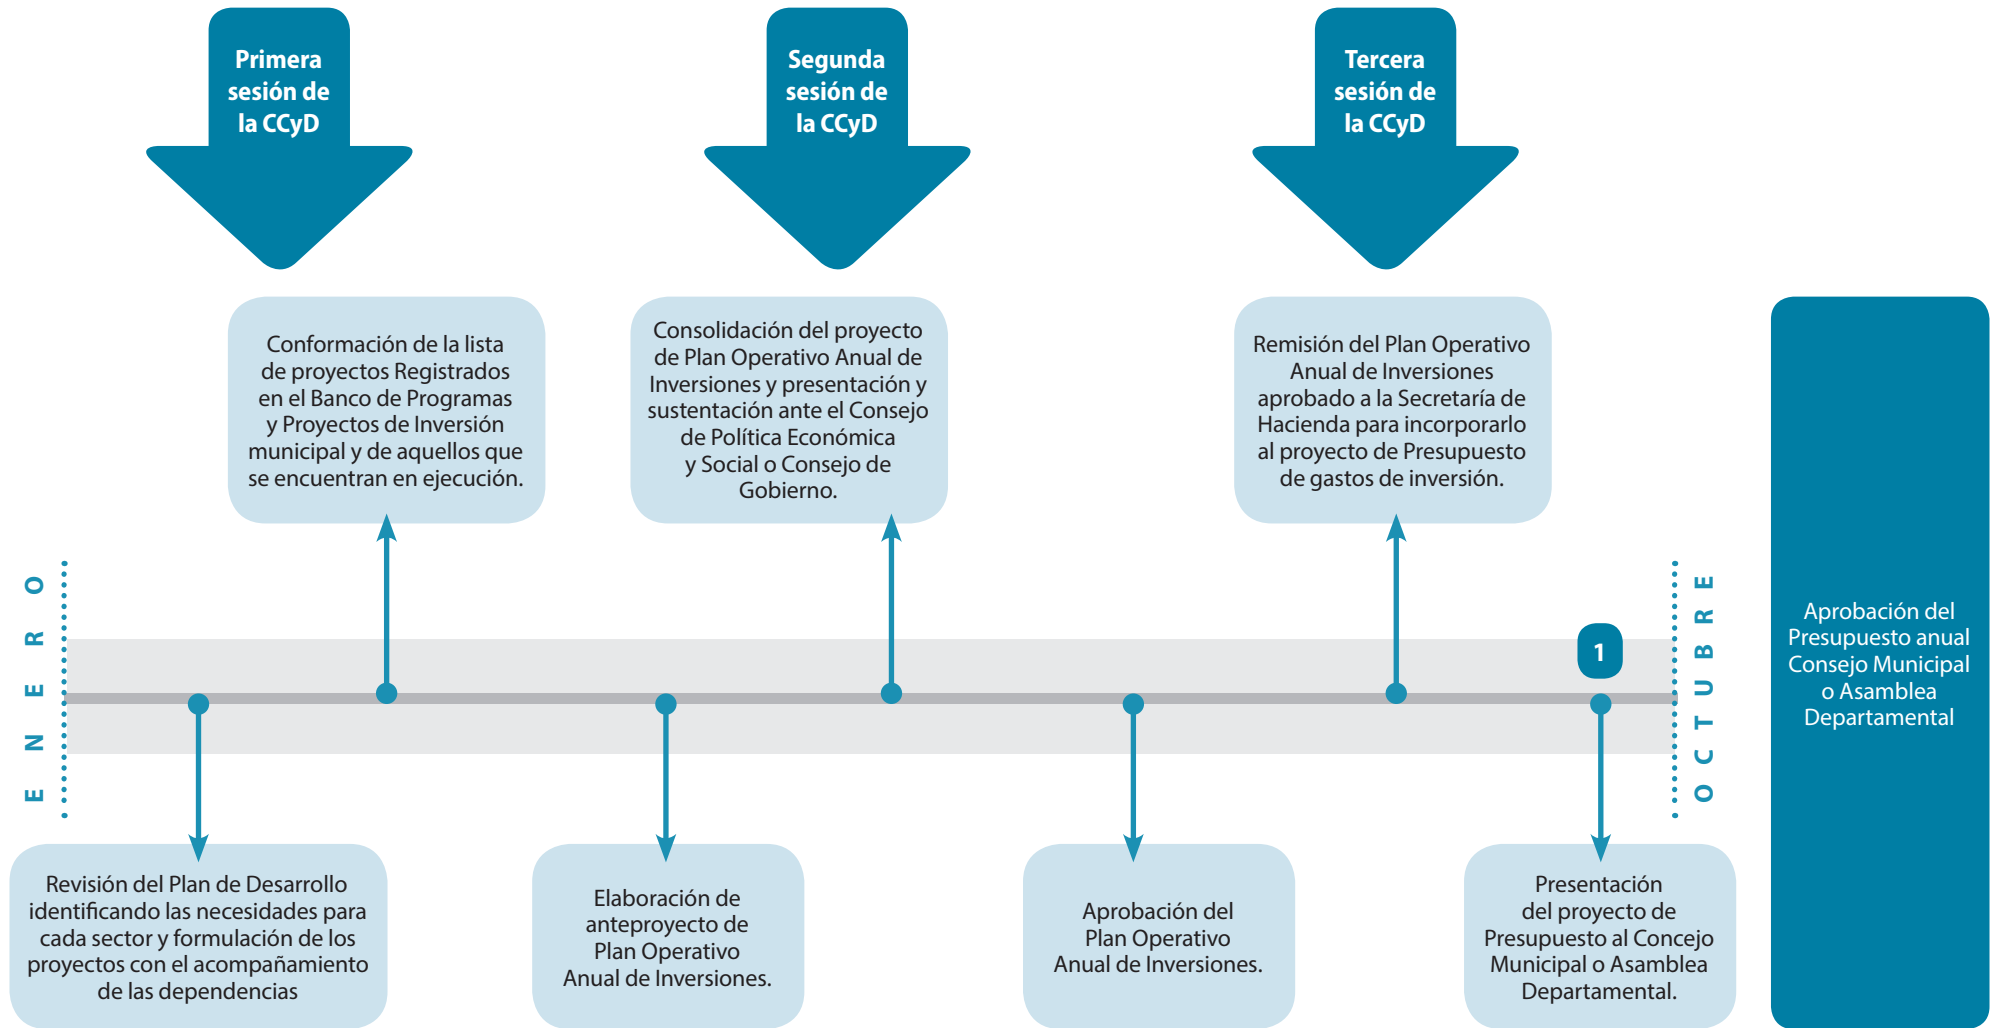 Primera
sesión de
la CCyD
Segunda
sesión de
la CCyD
Tercera
sesión de
la CCyD
Conformación de la lista
de proyectos Registrados
en el Banco de Programas
y Proyectos de Inversión
municipal y de aquellos que
se encuentran en ejecución.
Consolidación del proyecto
de Plan Operativo Anual de
Inversiones y presentación y
sustentación ante el Consejo
de Política Económica
y Social o Consejo de
Gobierno.
Remisión del Plan Operativo
Anual de Inversiones
aprobado a la Secretaría de
Hacienda para incorporarlo
al proyecto de Presupuesto
de gastos de inversión.
ENERO
1
OCTUBRE
Aprobación del
Presupuesto anual
Consejo Municipal
o Asamblea
Departamental
Revisión del Plan de Desarrollo
identificando las necesidades para
cada sector y formulación de los
proyectos con el acompañamiento
de las dependencias
Elaboración de
anteproyecto de
Plan Operativo
Anual de Inversiones.
Aprobación del
Plan Operativo
Anual de Inversiones.
Presentación
del proyecto de
Presupuesto al Concejo
Municipal o Asamblea
Departamental.